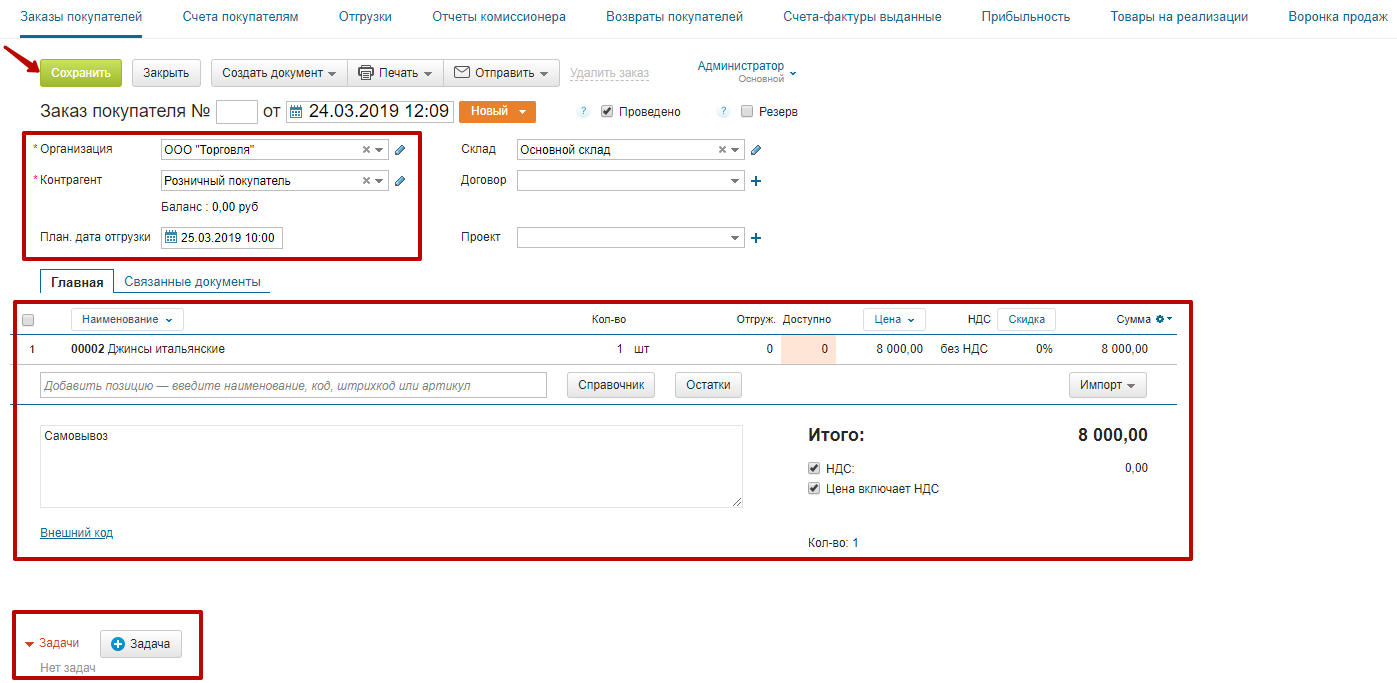 Заказы покупателей Счета покупателям Отгрузки Отчеты комиссионера Возвраты покупателей Счета-фактуры выданные Прибыльность Товары на реализации Воронка продаж
Сохранить Закрыть Создать документ Печать Отправить Удалить заказ Администратор
Основной
Заказ покупателя № от 24.03.2019 12:09 Новый ? Проведено ? Резерв
* Организация ООО "Торговля" Склад Основной склад
* Контрагент Розничный покупатель Договор
Баланс : 0,00 руб
План. дата отгрузки 25.03.2019 10:00 Проект
Главная Связанные документы
Наименование Кол-во Отгруж. Доступно Цена НДС Скидка Сумма
1 00002 Джинсы итальянские 1 шт 0 0 8 000,00 без НДС 0% 8 000,00
Добавить позицию — введите наименование, код, штрихкод или артикул Справочник Остатки Импорт
Самовывоз
Итого: 8 000,00
НДС: 0,00
Цена включает НДС
Внешний код
Кол-во: 1
Задачи Задача
Нет задач